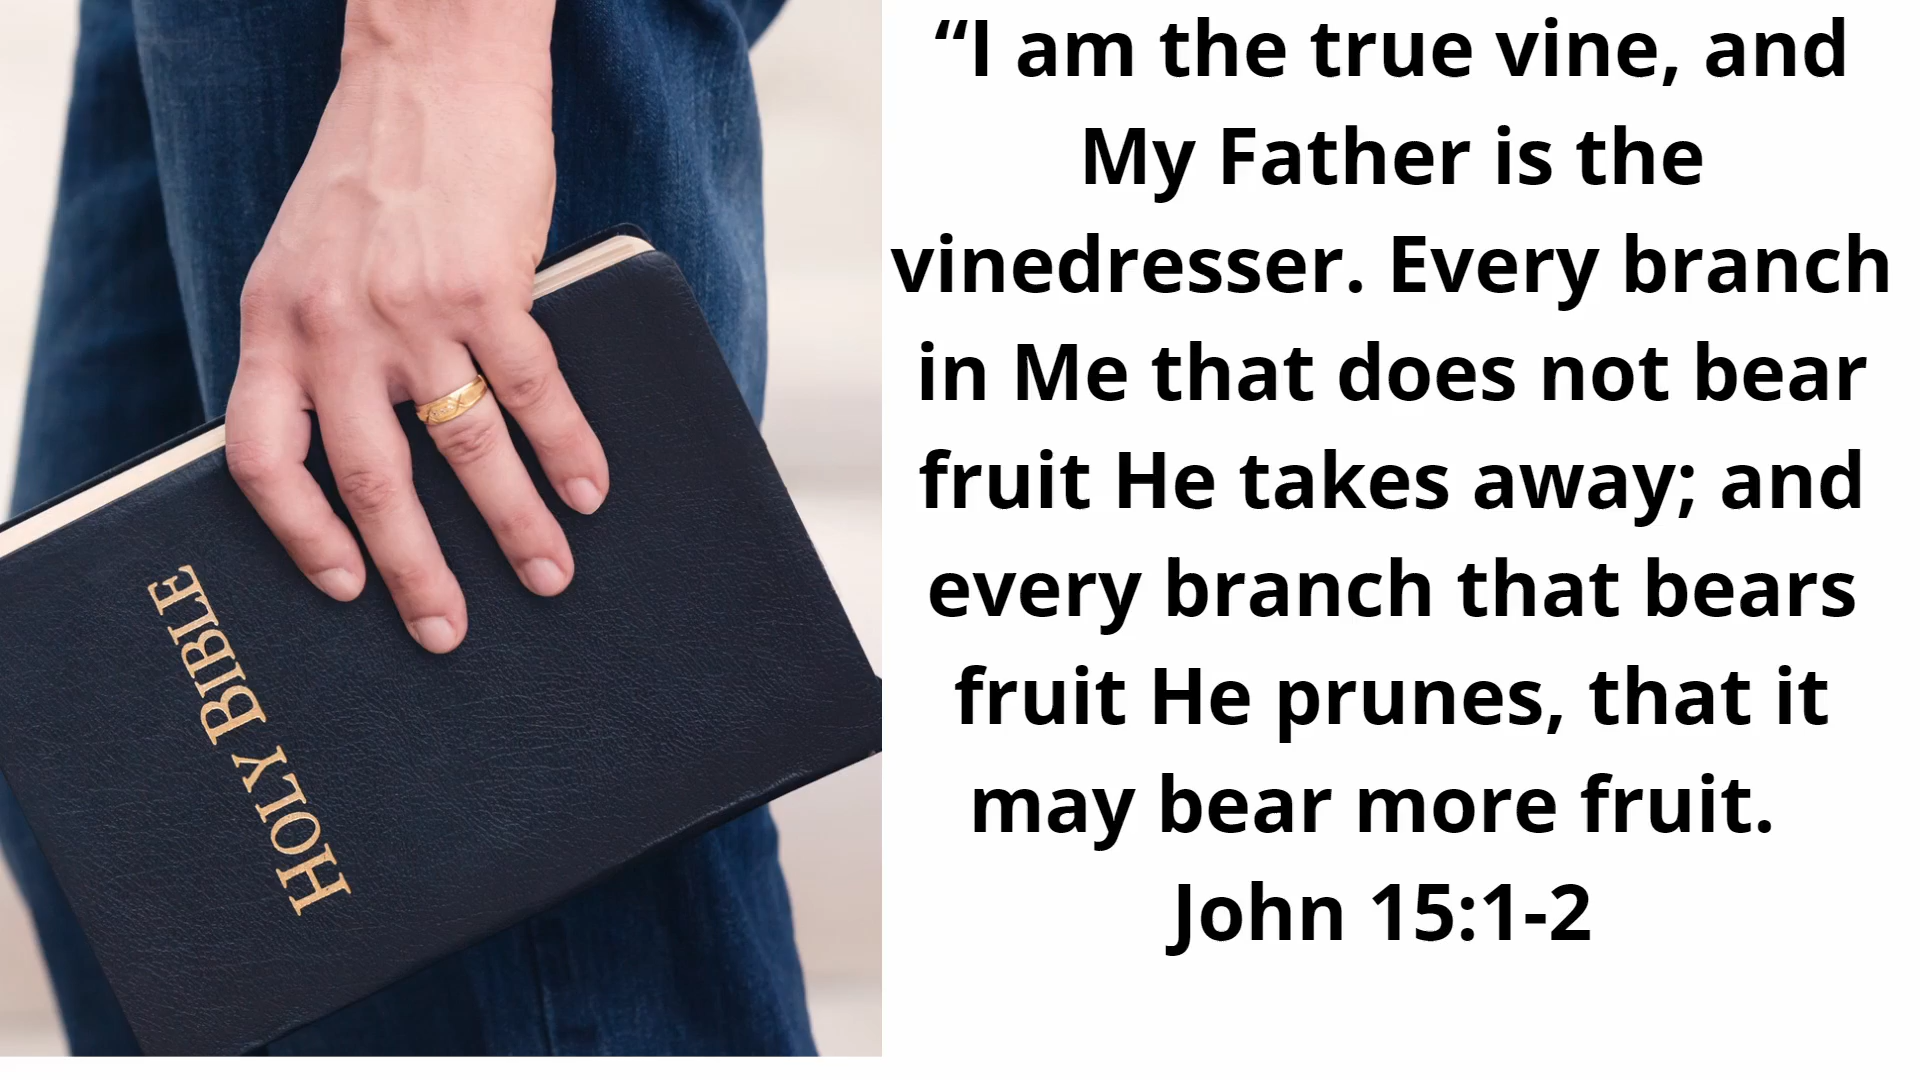 HOLY BIBLE
“I am the true vine, and
My Father is the
vinedresser. Every branch
in Me that does not bear
fruit He takes away; and
every branch that bears
fruit He prunes, that it
may bear more fruit.
John 15:1-2